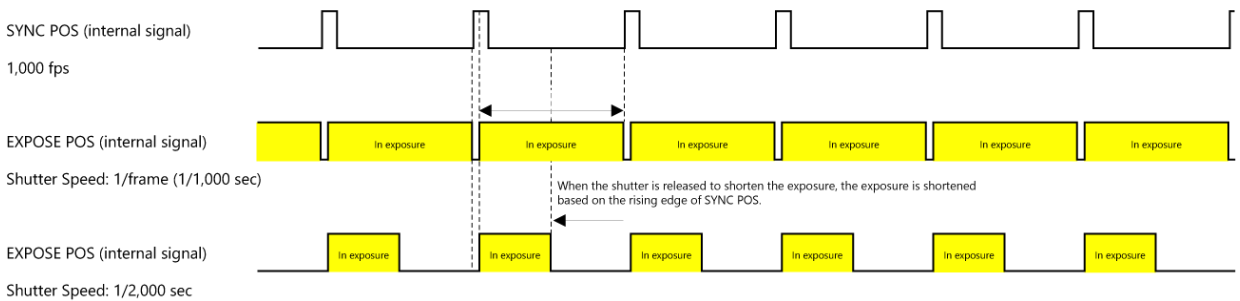 SYNC POS (internal signal)
1,000 fps
EXPOSE POS (internal signal)
In exposure
In exposure
In exposure
In exposure
In exposure
In exposure
Shutter Speed: 1/frame (1/1,000 sec)
When the shutter is released to shorten the exposure, the exposure is shortened
based on the rising edge of SYNC POS.
EXPOSE POS (internal signal)
In exposure
In exposure
In exposure
In exposure
In exposure
In exposure
Shutter Speed: 1/2,000 sec